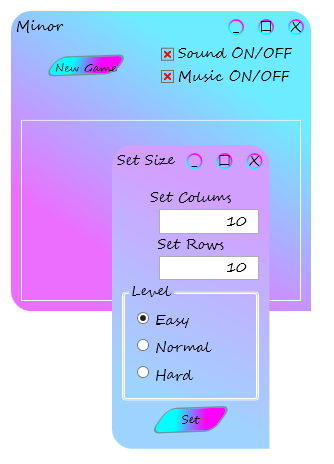 Minor _ □ X
Sound ON/OFF
New Game
Music ON/OFF
Set Size _ □ X
Set Colums
10
Set Rows
10
Level
Easy
Normal
Hard
Set